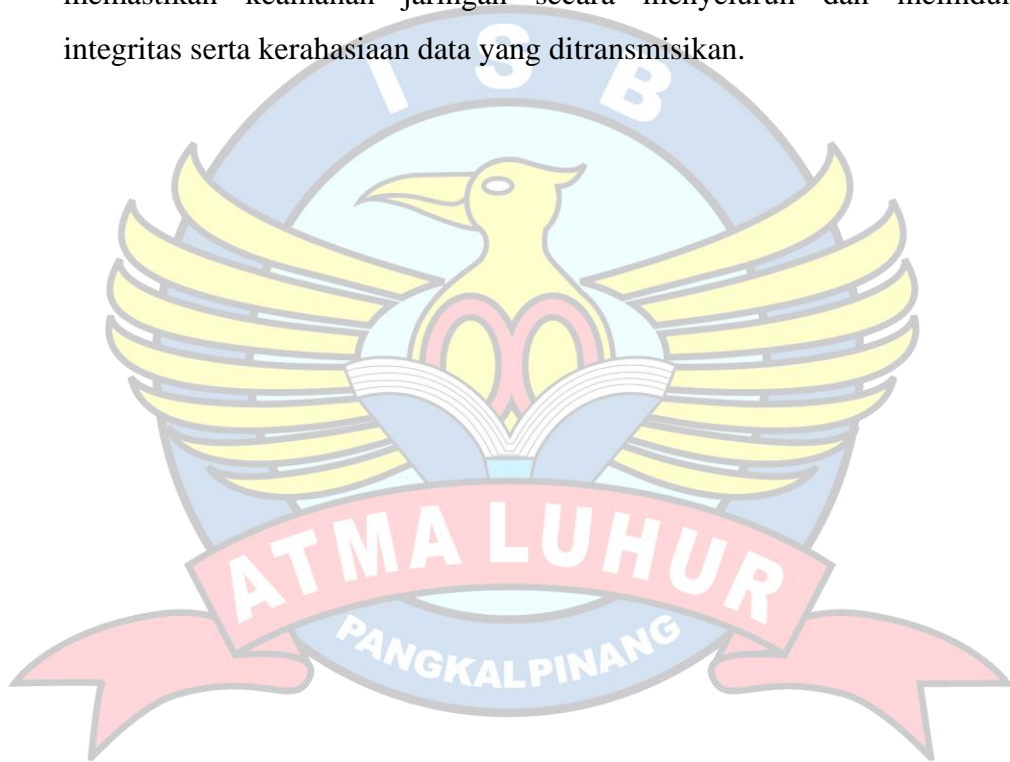 memastikan keamanan jaringan secara menyeluruh dan
integritas serta kerahasiaan data yang ditransmisikan.
I S B
ATMA LUHUR
PANGKALPINANG